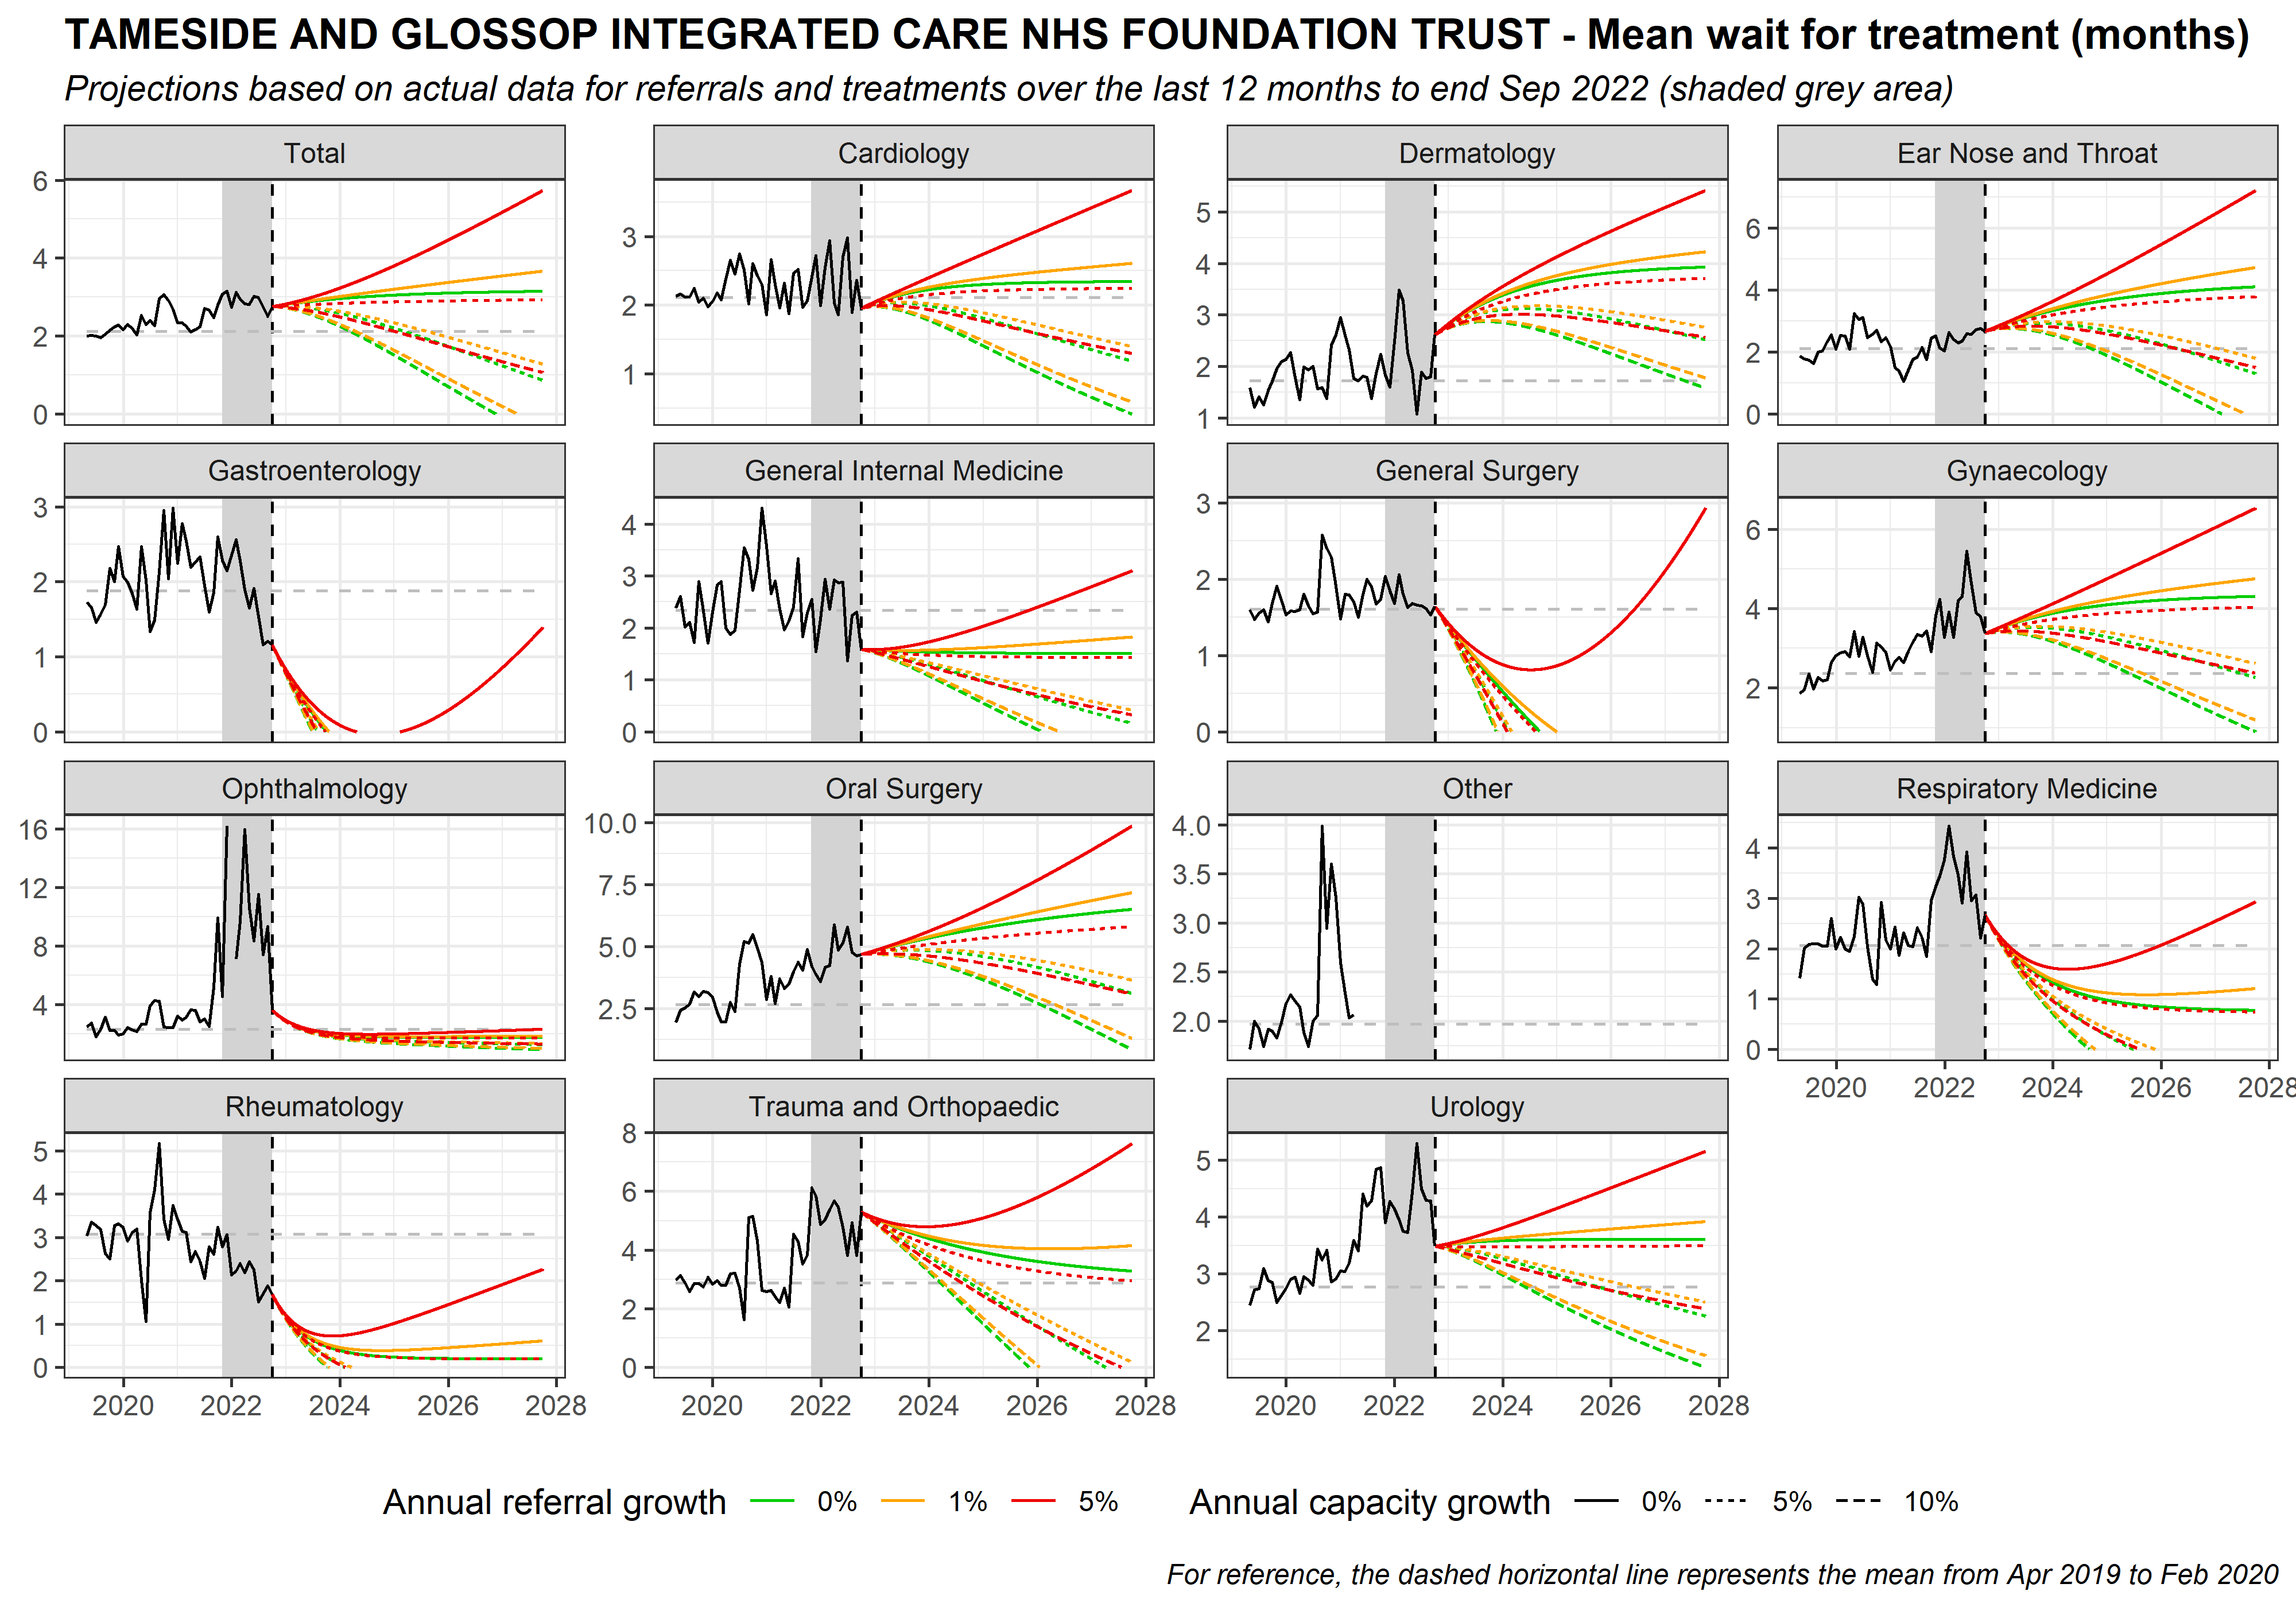 TAMESIDE AND GLOSSOP INTEGRATED CARE NHS FOUNDATION TRUST - Mean wait for treatment (months)
Projections based on actual data for referrals and treatments over the last 12 months to end Sep 2022 (shaded grey area)
Total
Cardiology
Dermatology
Ear Nose and Throat
6
4
2
0
3
2
1
5
4
3
2
1
6
4
2
0
Gastroenterology
General Internal Medicine
General Surgery
Gynaecology
3
2
1
0
4
3
2
1
0
3
2
1
0
6
4
2
Ophthalmology
Oral Surgery
Other
Respiratory Medicine
16
12
8
4
10.0
7.5
5.0
2.5
4.0
3.5
3.0
2.5
2.0
4
3
2
1
0
2020 2022 2024 2026 2028
Rheumatology
Trauma and Orthopaedic
Urology
5
4
3
2
1
0
8
6
4
2
0
5
4
3
2
2020 2022 2024 2026 2028
2020 2022 2024 2026 2028
2020 2022 2024 2026 2028
Annual referral growth 0% 1% 5% Annual capacity growth 0% 5% 10%
For reference, the dashed horizontal line represents the mean from Apr 2019 to Feb 2020